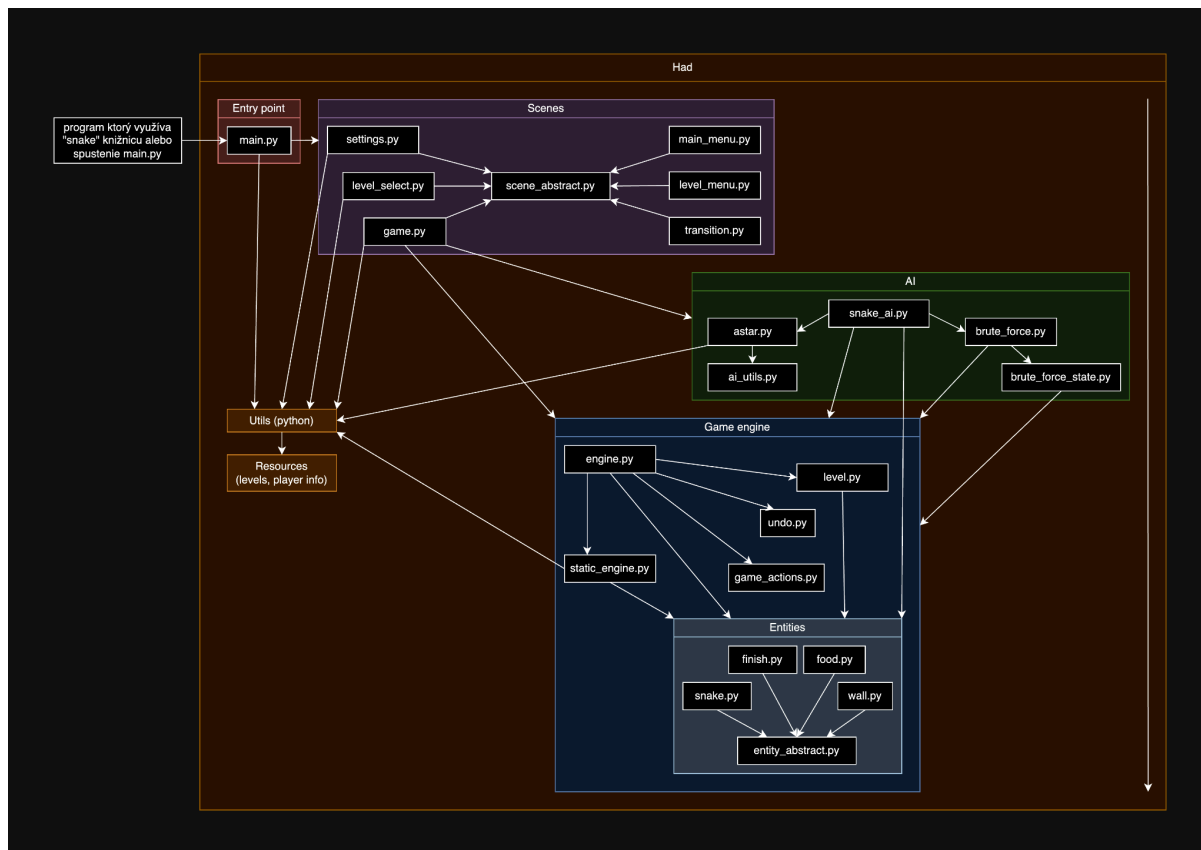 Had
Entry point
Scenes
program ktorý využíva
"snake" knižnicu alebo
spustenie main.py
main.py
settings.py
main_menu.py
level_select.py
scene_abstract.py
level_menu.py
game.py
transition.py
AI
snake_ai.py
astar.py
brute_force.py
ai_utils.py
brute_force_state.py
Utils (python)
Resources
(levels, player info)
Game engine
engine.py
level.py
undo.py
static_engine.py
game_actions.py
Entities
finish.py
food.py
snake.py
wall.py
entity_abstract.py